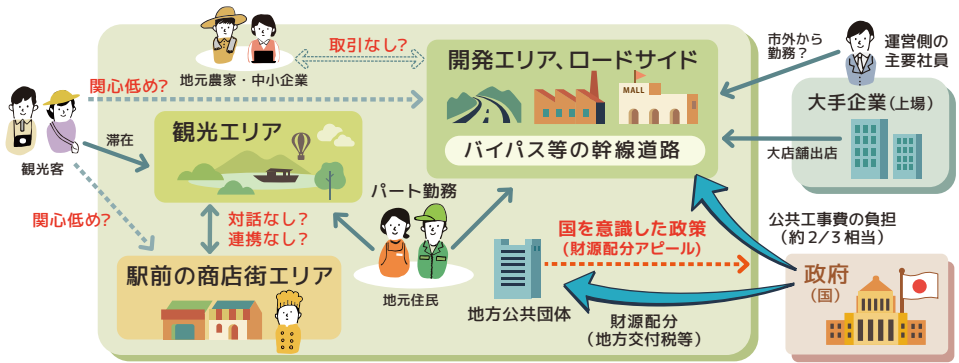 取引なし?
地元農家・中小企業
開発エリア、ロードサイド
MALL
バイパス等の幹線道路
市外から
勤務?
運営側の
主要社員
大手企業(上場)
大店舗出店
関心低め?
観光客
滞在
観光エリア
関心低め?
対話なし?
連携なし?
駅前の商店街エリア
パート勤務
地元住民
国を意識した政策
(財源配分アピール)
地方公共団体
財源配分
(地方交付税等)
公共工事費の負担
(約2/3相当)
政府
(国)